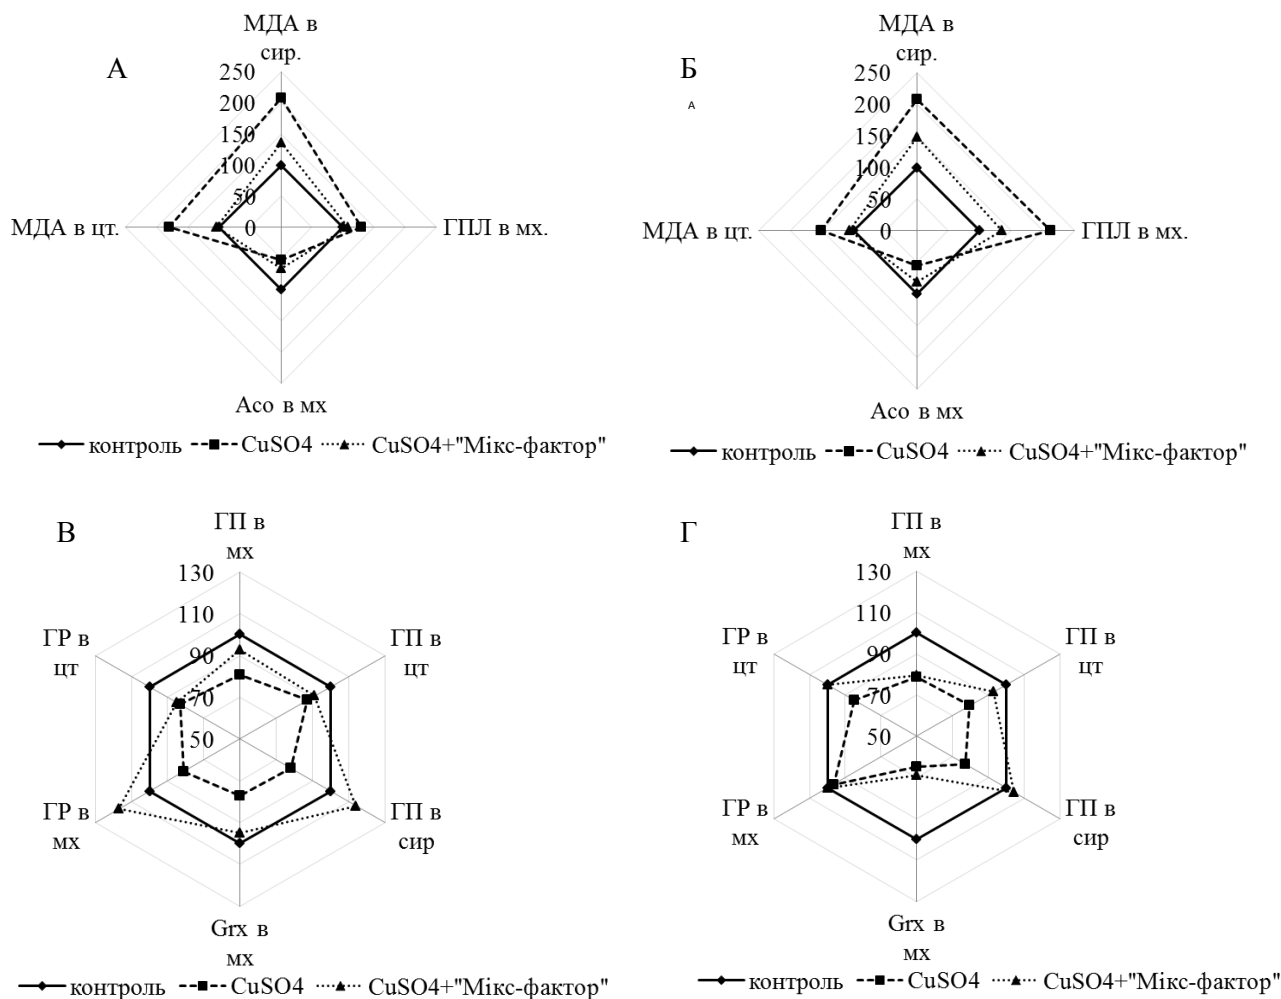 А
МДА в
сир.
250
200
150
100
50
0
МДА в цт.
ГПЛ в мх.
Aco в мх
контроль CuSO4 CuSO4+"Мікс-фактор"
Б
А
МДА в
сир.
250
200
150
100
50
0
МДА в цт.
ГПЛ в мх.
Aco в мх
контроль CuSO4 CuSO4+"Мікс-фактор"
В
ГП в
мх
130
110
90
70
50
ГР в
цт
ГП в
цт
ГР в
мх
ГП в
сир
Grx в
мх
контроль CuSO4 CuSO4+"Мікс-фактор"
Г
ГП в
мх
130
110
90
70
50
ГР в
цт
ГП в
цт
ГР в
мх
ГП в
сир
Grx в
мх
контроль CuSO4 CuSO4+"Мікс-фактор"